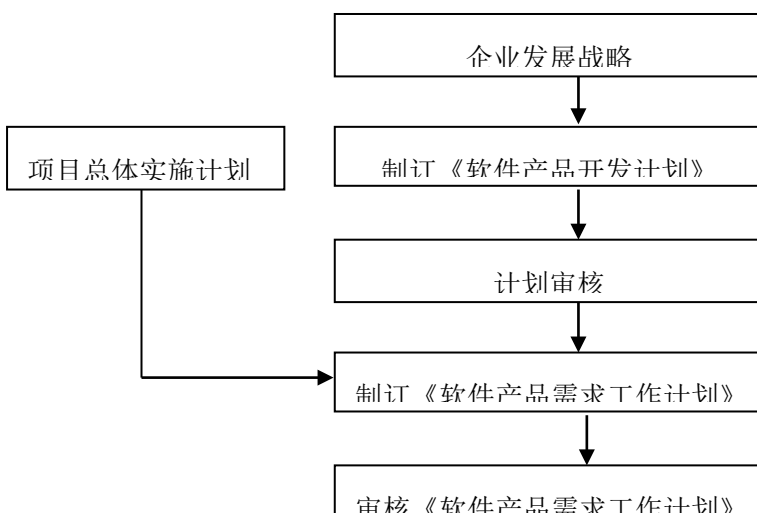 企业发展战略
项目总体实施计划
制订《软件产品开发计划》
计划审核
制订《软件产品需求工作计划》
审核《软件产品需求工作计划》